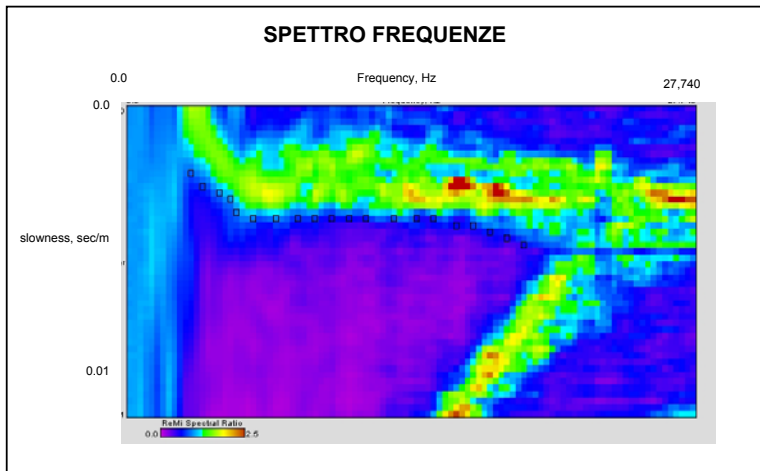 SPETTRO FREQUENZE
0.0 Frequency, Hz 27,740
0.0
slowness, sec/m
0.01
ReMi Spectral Ratio
0.0 2.5